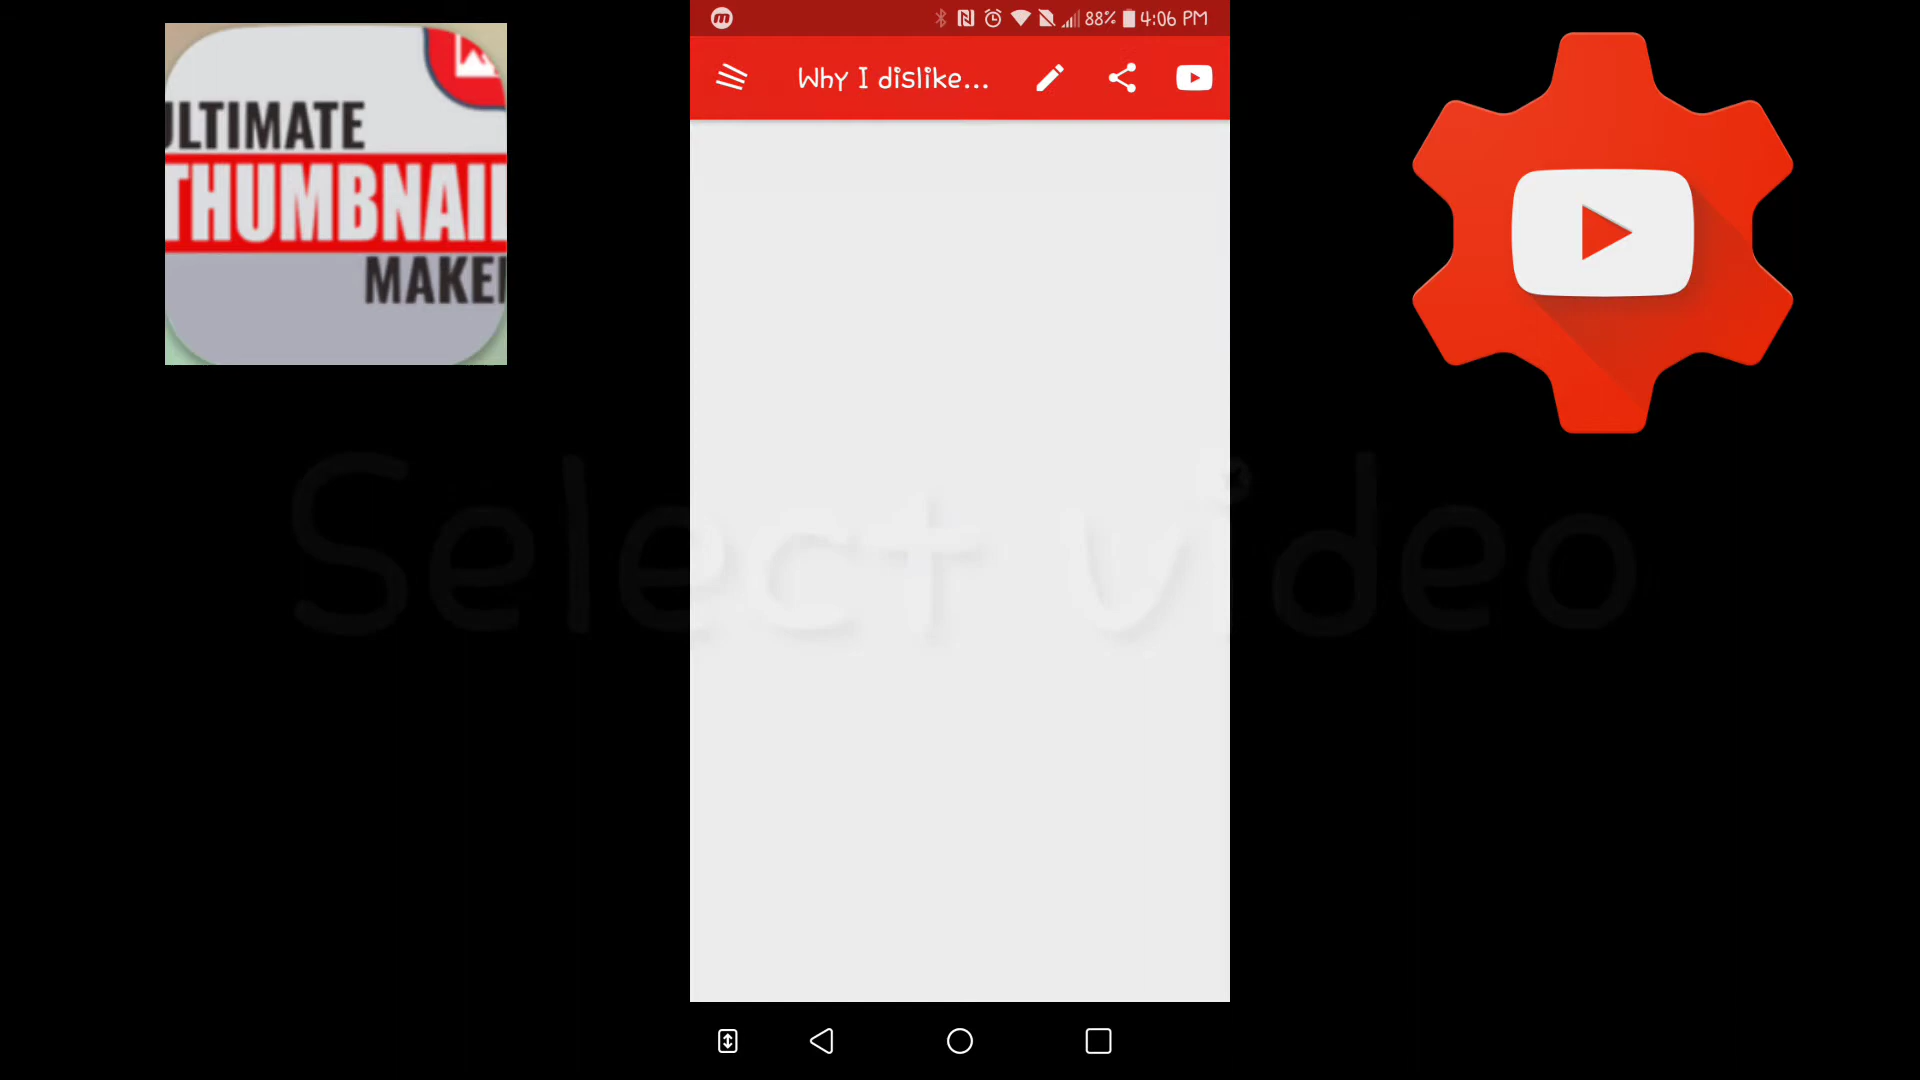 88% 4:06 PM
Why I dislike...
ULTIMATE
THUMBNAIL
MAKER
Select video